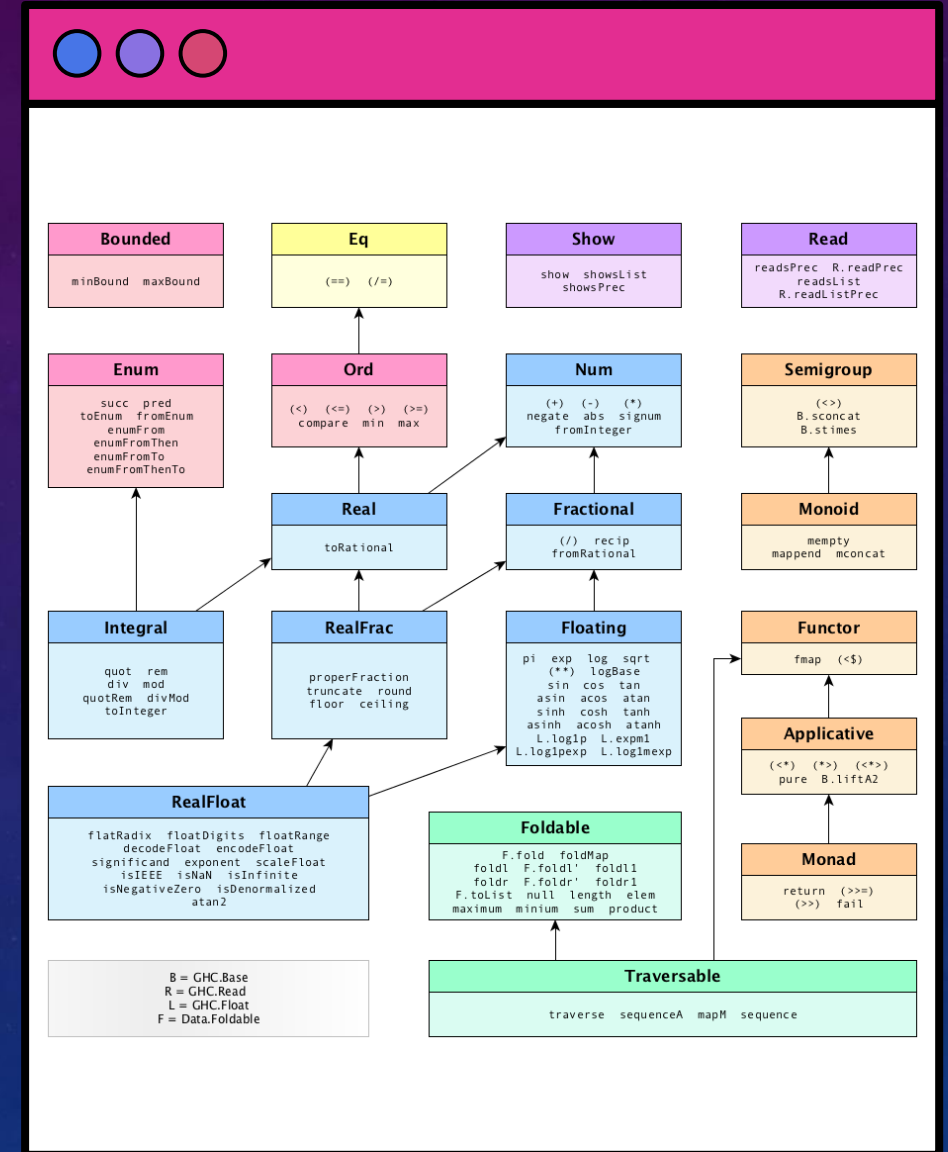 Bounded
minBound maxBound
Eq
(==) (/=)
Show
show showsList
showsPrec
Read
readsPrec R.readPrec
readsList
R.readListPrec
Enum
succ pred
toEnum fromEnum
enumFrom
enumFromThen
enumFromTo
enumFromThenTo
Ord
(<) (<=) (>) (>=)
compare min max
Num
(+) (-) (*)
negate abs signum
fromInteger
Semigroup
(<>)
B.sconcat
B.stimes
Real
toRational
Fractional
(/) recip
fromRational
Monoid
mempty
mappend mconcat
Integral
quot rem
div mod
quotRem divMod
toInteger
RealFrac
properFraction
truncate round
floor ceiling
Floating
pi exp log sqrt
(**) logBase
sin cos tan
asin acos atan
sinh cosh tanh
asinh acosh atanh
L.log1p L.expm1
L.log1pexp L.log1mexp
Functor
fmap (<$)
Applicative
(<*) (*>) (<*>)
pure B.liftA2
RealFloat
flatRadix floatDigits floatRange
decodeFloat encodeFloat
significand exponent scaleFloat
isIEEE isNaN isInfinite
isNegativeZero isDenormalized
atan2
Foldable
F.fold foldMap
foldl F.foldl' foldl1
foldr F.foldr' foldr1
F.toList null length elem
maximum minium sum product
Monad
return (>>=)
(>>) fail
B = GHC.Base
R = GHC.Read
L = GHC.Float
F = Data.Foldable
Traversable
traverse sequenceA mapM sequence